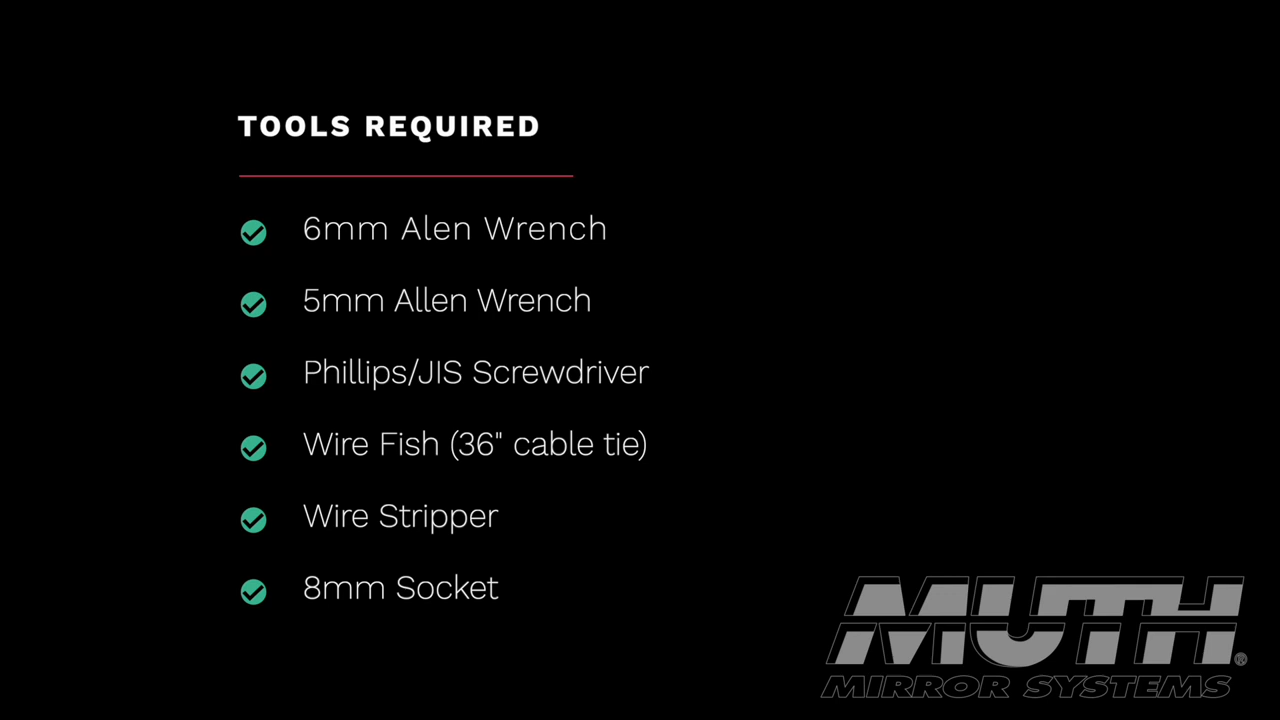 TOOLS REQUIRED
6mm Alen Wrench
5mm Allen Wrench
Phillips/JIS Screwdriver
Wire Fish (36" cable tie)
Wire Stripper
8mm Socket
MUTH®
MIRROR SYSTEMS